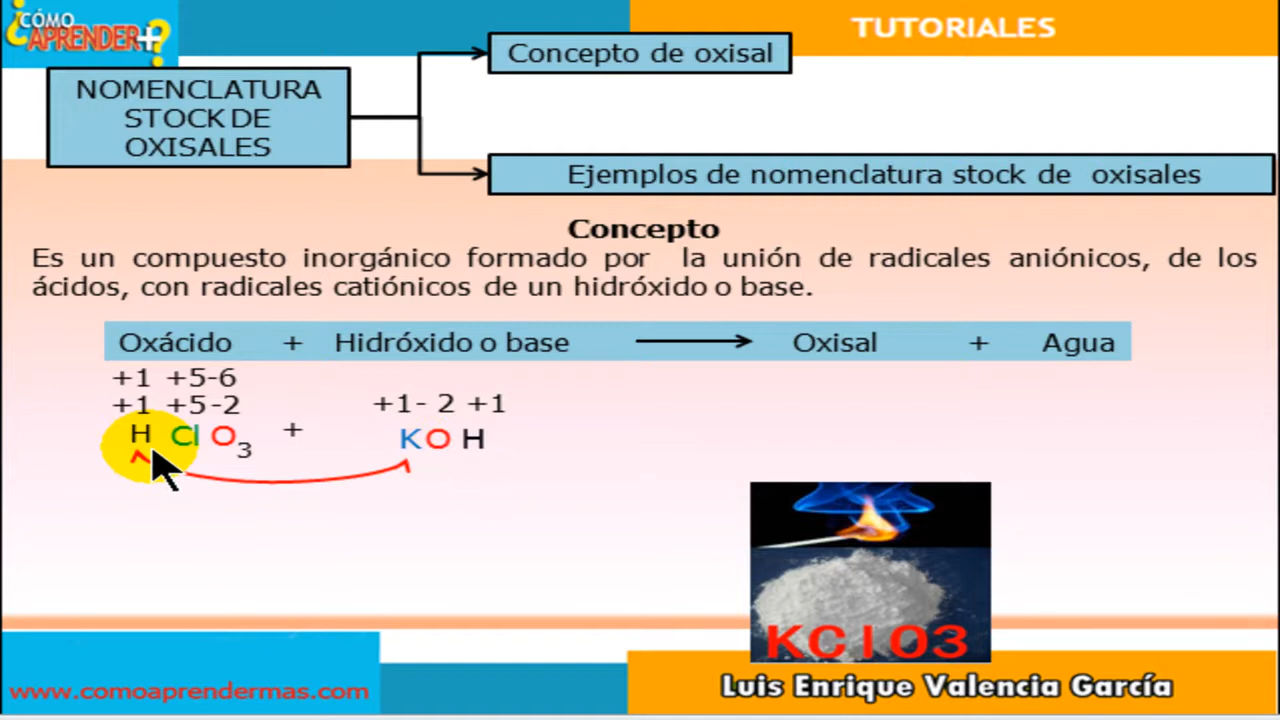 ¿CÓMO
APRENDER+?
TUTORIALES
Concepto de oxisal
NOMENCLATURA
STOCK DE
OXISALES
Ejemplos de nomenclatura stock de oxisales
Concepto
Es un compuesto inorgánico formado por la unión de radicales aniónicos, de los
ácidos, con radicales catiónicos de un hidróxido o base.
Oxácido + Hidróxido o base → Oxisal + Agua
+1 +5-6
+1 +5-2 +1- 2 +1
H Cl O3 + K O H
KClO3
www.comoaprendermas.com
Luis Enrique Valencia García